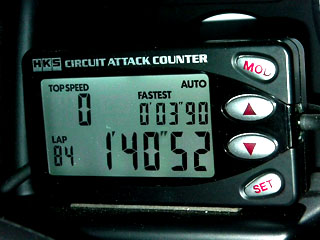 HKS CIRCUIT ATTACK COUNTER
AUTO
TOP SPEED FASTEST
0 0'03"90
LAP
84 1'40"52
MODE
SET